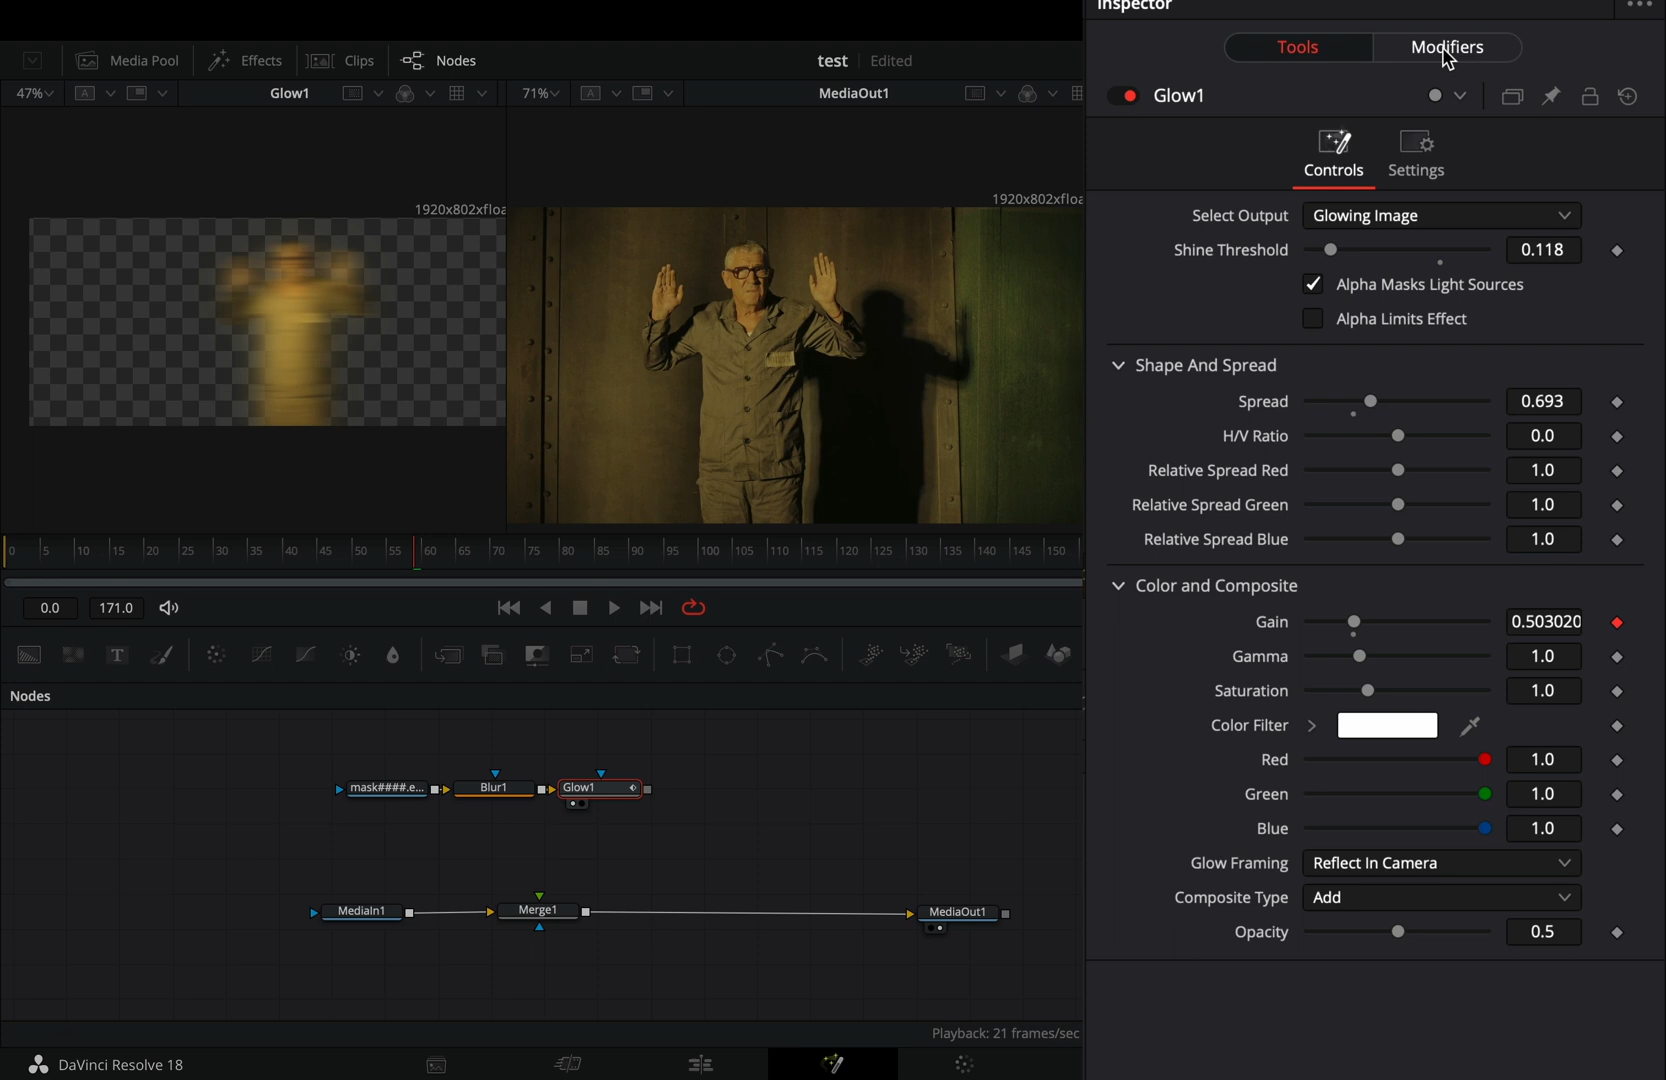 Inspector
Media Pool
Effects
Clips
Nodes
test
Edited
Tools
Modifiers
47%
A
Glow1
71%
A
MediaOut1
Glow1
Controls
Settings
1920x802xfloa
1920x802xfloa
Select Output
Glowing Image
Shine Threshold
0.118
Alpha Masks Light Sources
Alpha Limits Effect
Shape And Spread
Spread
0.693
H/V Ratio
0.0
Relative Spread Red
1.0
Relative Spread Green
1.0
Relative Spread Blue
1.0
0 5 10 15 20 25 30 35 40 45 50 55 60 65 70 75 80 85 90 95 100 105 110 115 120 125 130 135 140 145 150
0.0
171.0
Color and Composite
Gain
0.503020
Gamma
1.0
Saturation
1.0
Color Filter
Red
1.0
Green
1.0
Blue
1.0
Glow Framing
Reflect In Camera
Composite Type
Add
Opacity
0.5
T
Nodes
mask####.e...
Blur1
Glow1
MediaIn1
Merge1
MediaOut1
Playback: 21 frames/sec
DaVinci Resolve 18